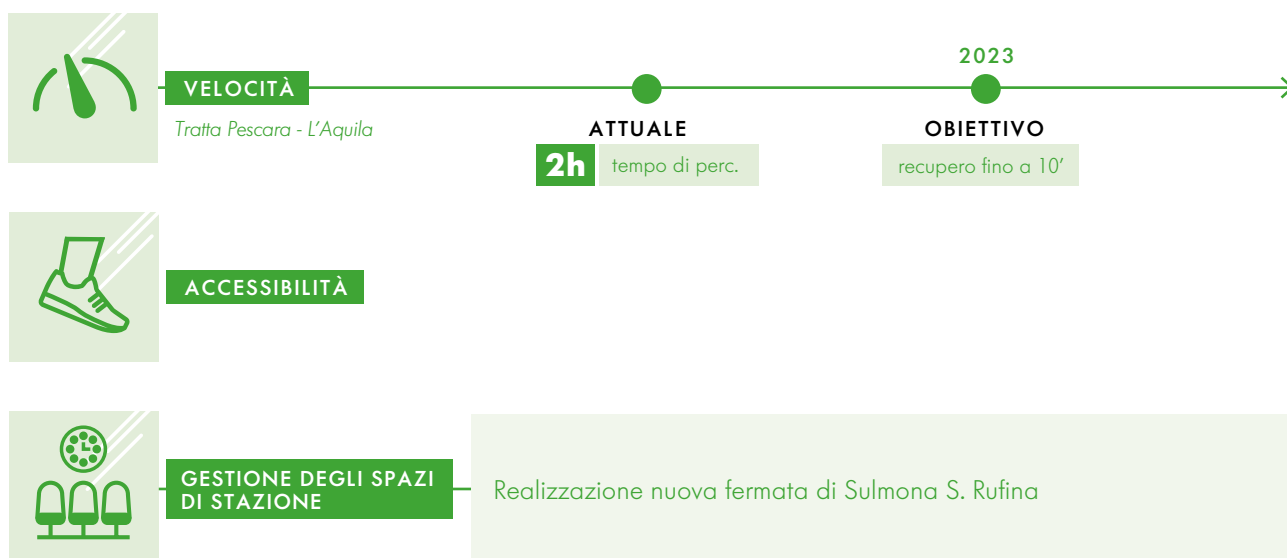 2023
VELOCITÀ
Tratta Pescara - L'Aquila
ATTUALE
2h tempo di perc.
OBIETTIVO
recupero fino a 10’
ACCESSIBILITÀ
GESTIONE DEGLI SPAZI
DI STAZIONE
Realizzazione nuova fermata di Sulmona S. Rufina